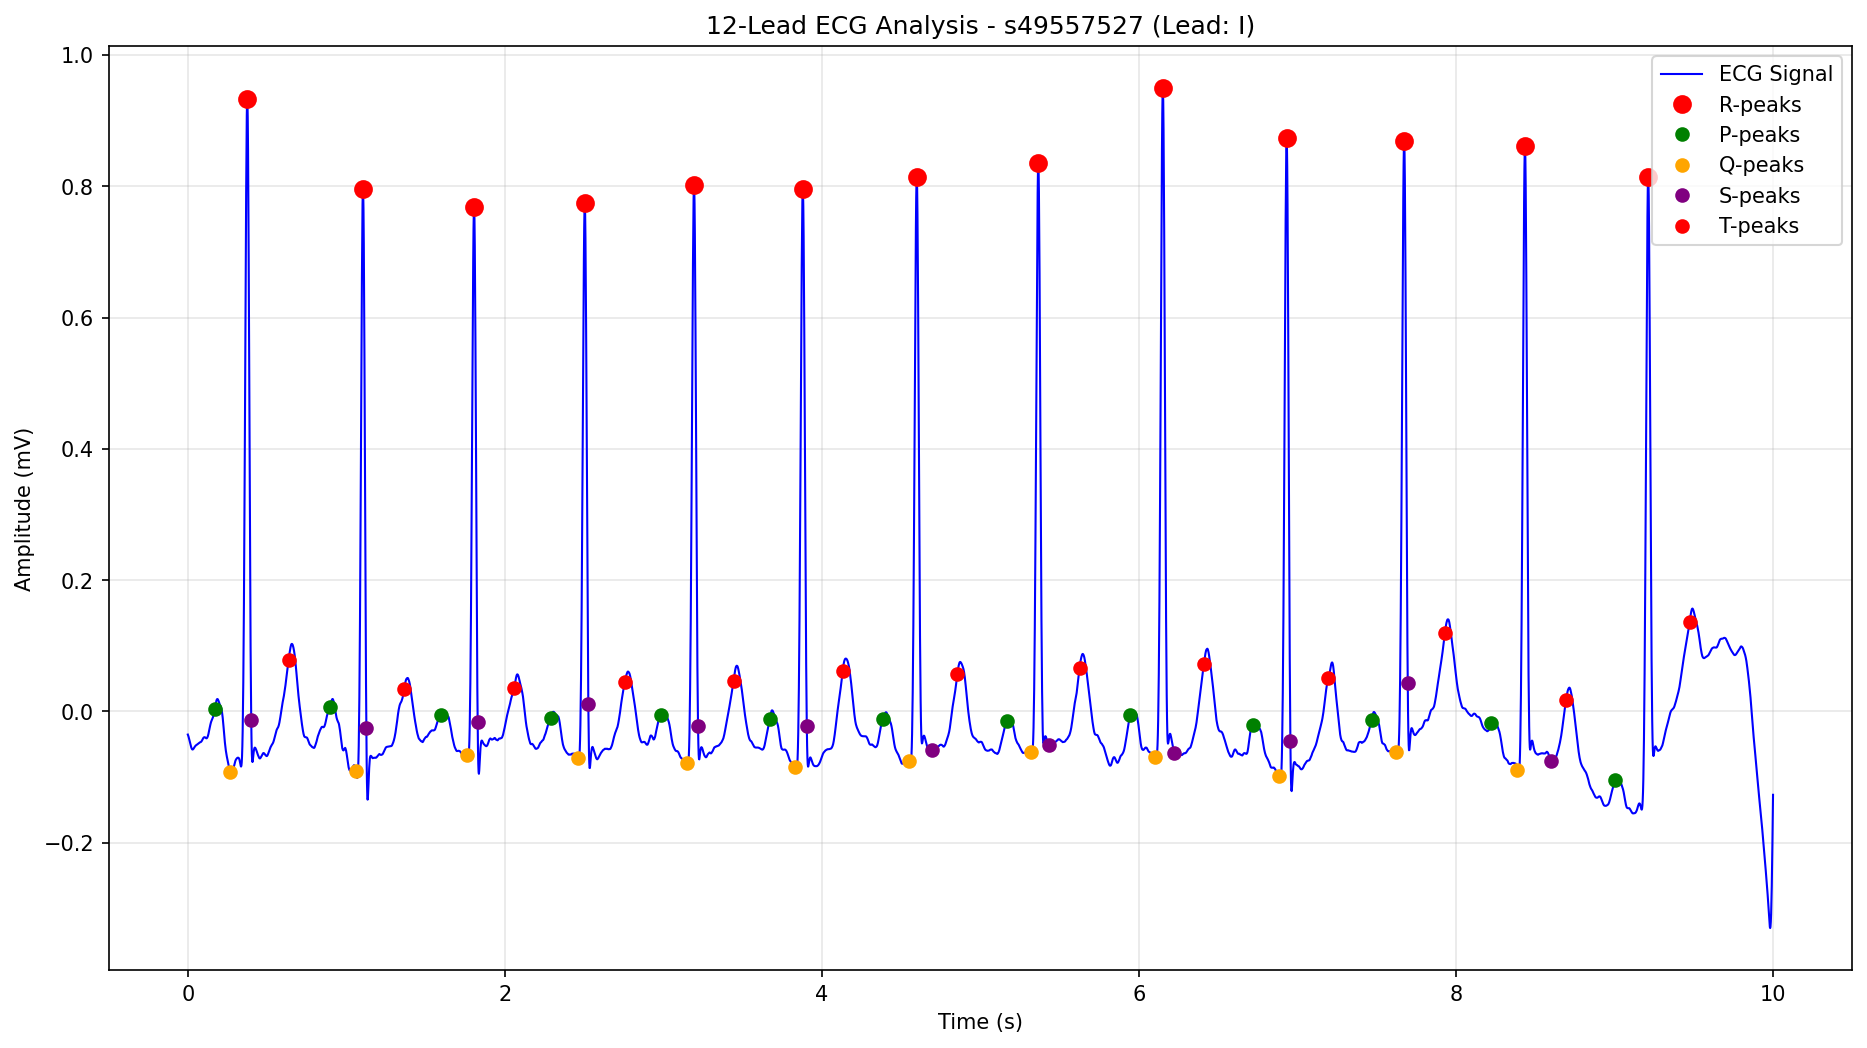 12-Lead ECG Analysis - s49557527 (Lead: I)
ECG Signal
R-peaks
P-peaks
Q-peaks
S-peaks
T-peaks
Amplitude (mV)
1.0
0.8
0.6
0.4
0.2
0.0
−0.2
0 2 4 6 8 10
Time (s)